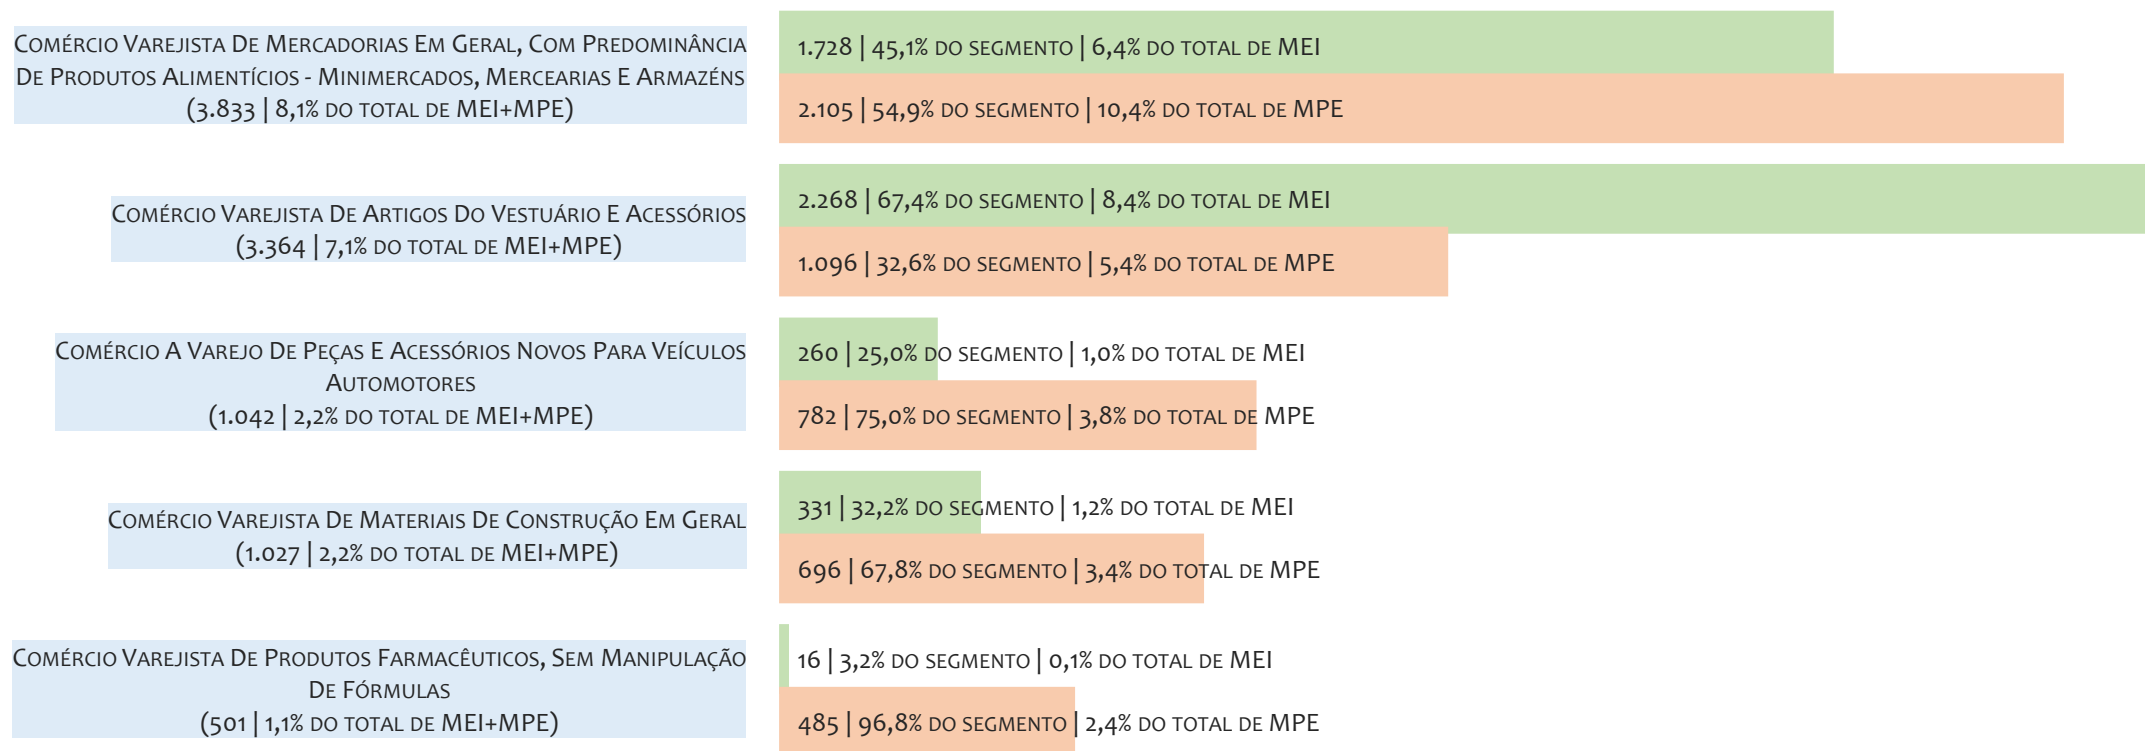 Comércio Varejista De Mercadorias Em Geral, Com Predominância
De Produtos Alimentícios - Minimercados, Mercearias E Armazéns
(3.833 | 8,1% do total de MEI+MPE)
1.728 | 45,1% do segmento | 6,4% do total de MEI
2.105 | 54,9% do segmento | 10,4% do total de MPE
Comércio Varejista De Artigos Do Vestuário E Acessórios
(3.364 | 7,1% do total de MEI+MPE)
2.268 | 67,4% do segmento | 8,4% do total de MEI
1.096 | 32,6% do segmento | 5,4% do total de MPE
Comércio A Varejo De Peças E Acessórios Novos Para Veículos
Automotores
(1.042 | 2,2% do total de MEI+MPE)
260 | 25,0% do segmento | 1,0% do total de MEI
782 | 75,0% do segmento | 3,8% do total de MPE
Comércio Varejista De Materiais De Construção Em Geral
(1.027 | 2,2% do total de MEI+MPE)
331 | 32,2% do segmento | 1,2% do total de MEI
696 | 67,8% do segmento | 3,4% do total de MPE
Comércio Varejista De Produtos Farmacêuticos, Sem Manipulação
De Fórmulas
(501 | 1,1% do total de MEI+MPE)
16 | 3,2% do segmento | 0,1% do total de MEI
485 | 96,8% do segmento | 2,4% do total de MPE